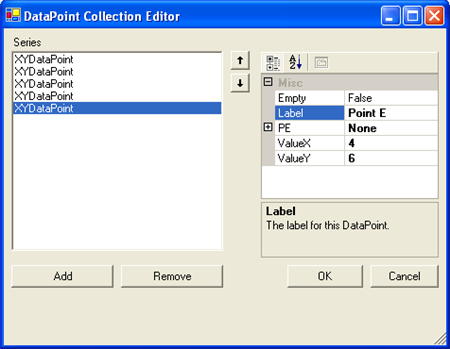 DataPoint Collection Editor
Series
XYDataPoint
XYDataPoint
XYDataPoint
XYDataPoint
XYDataPoint
Misc
Empty False
Label Point E
PE None
ValueX 4
ValueY 6
Label
The label for this DataPoint.
Add
Remove
OK
Cancel